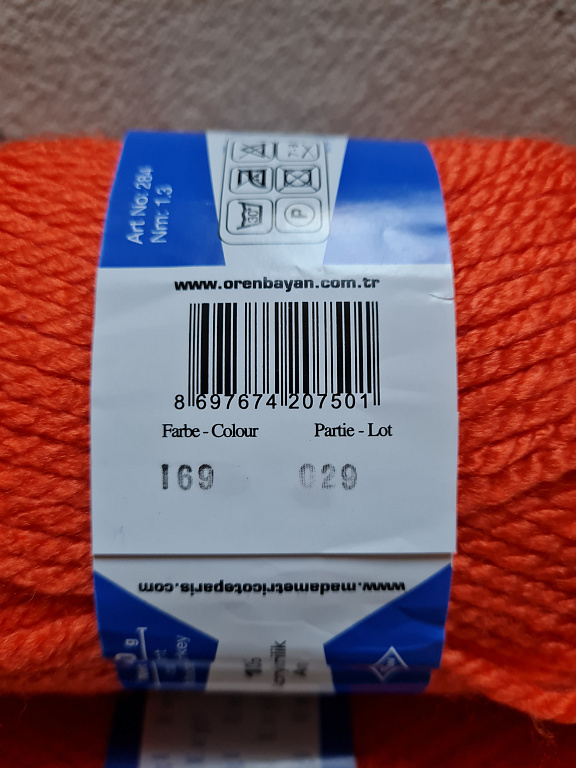 Art No: 284
Nm: 1.3
30°
P
www.orenbayan.com.tr
8 697674 207501
Farbe - Colour
Partie - Lot
169
029
www.madametricoteparis.com